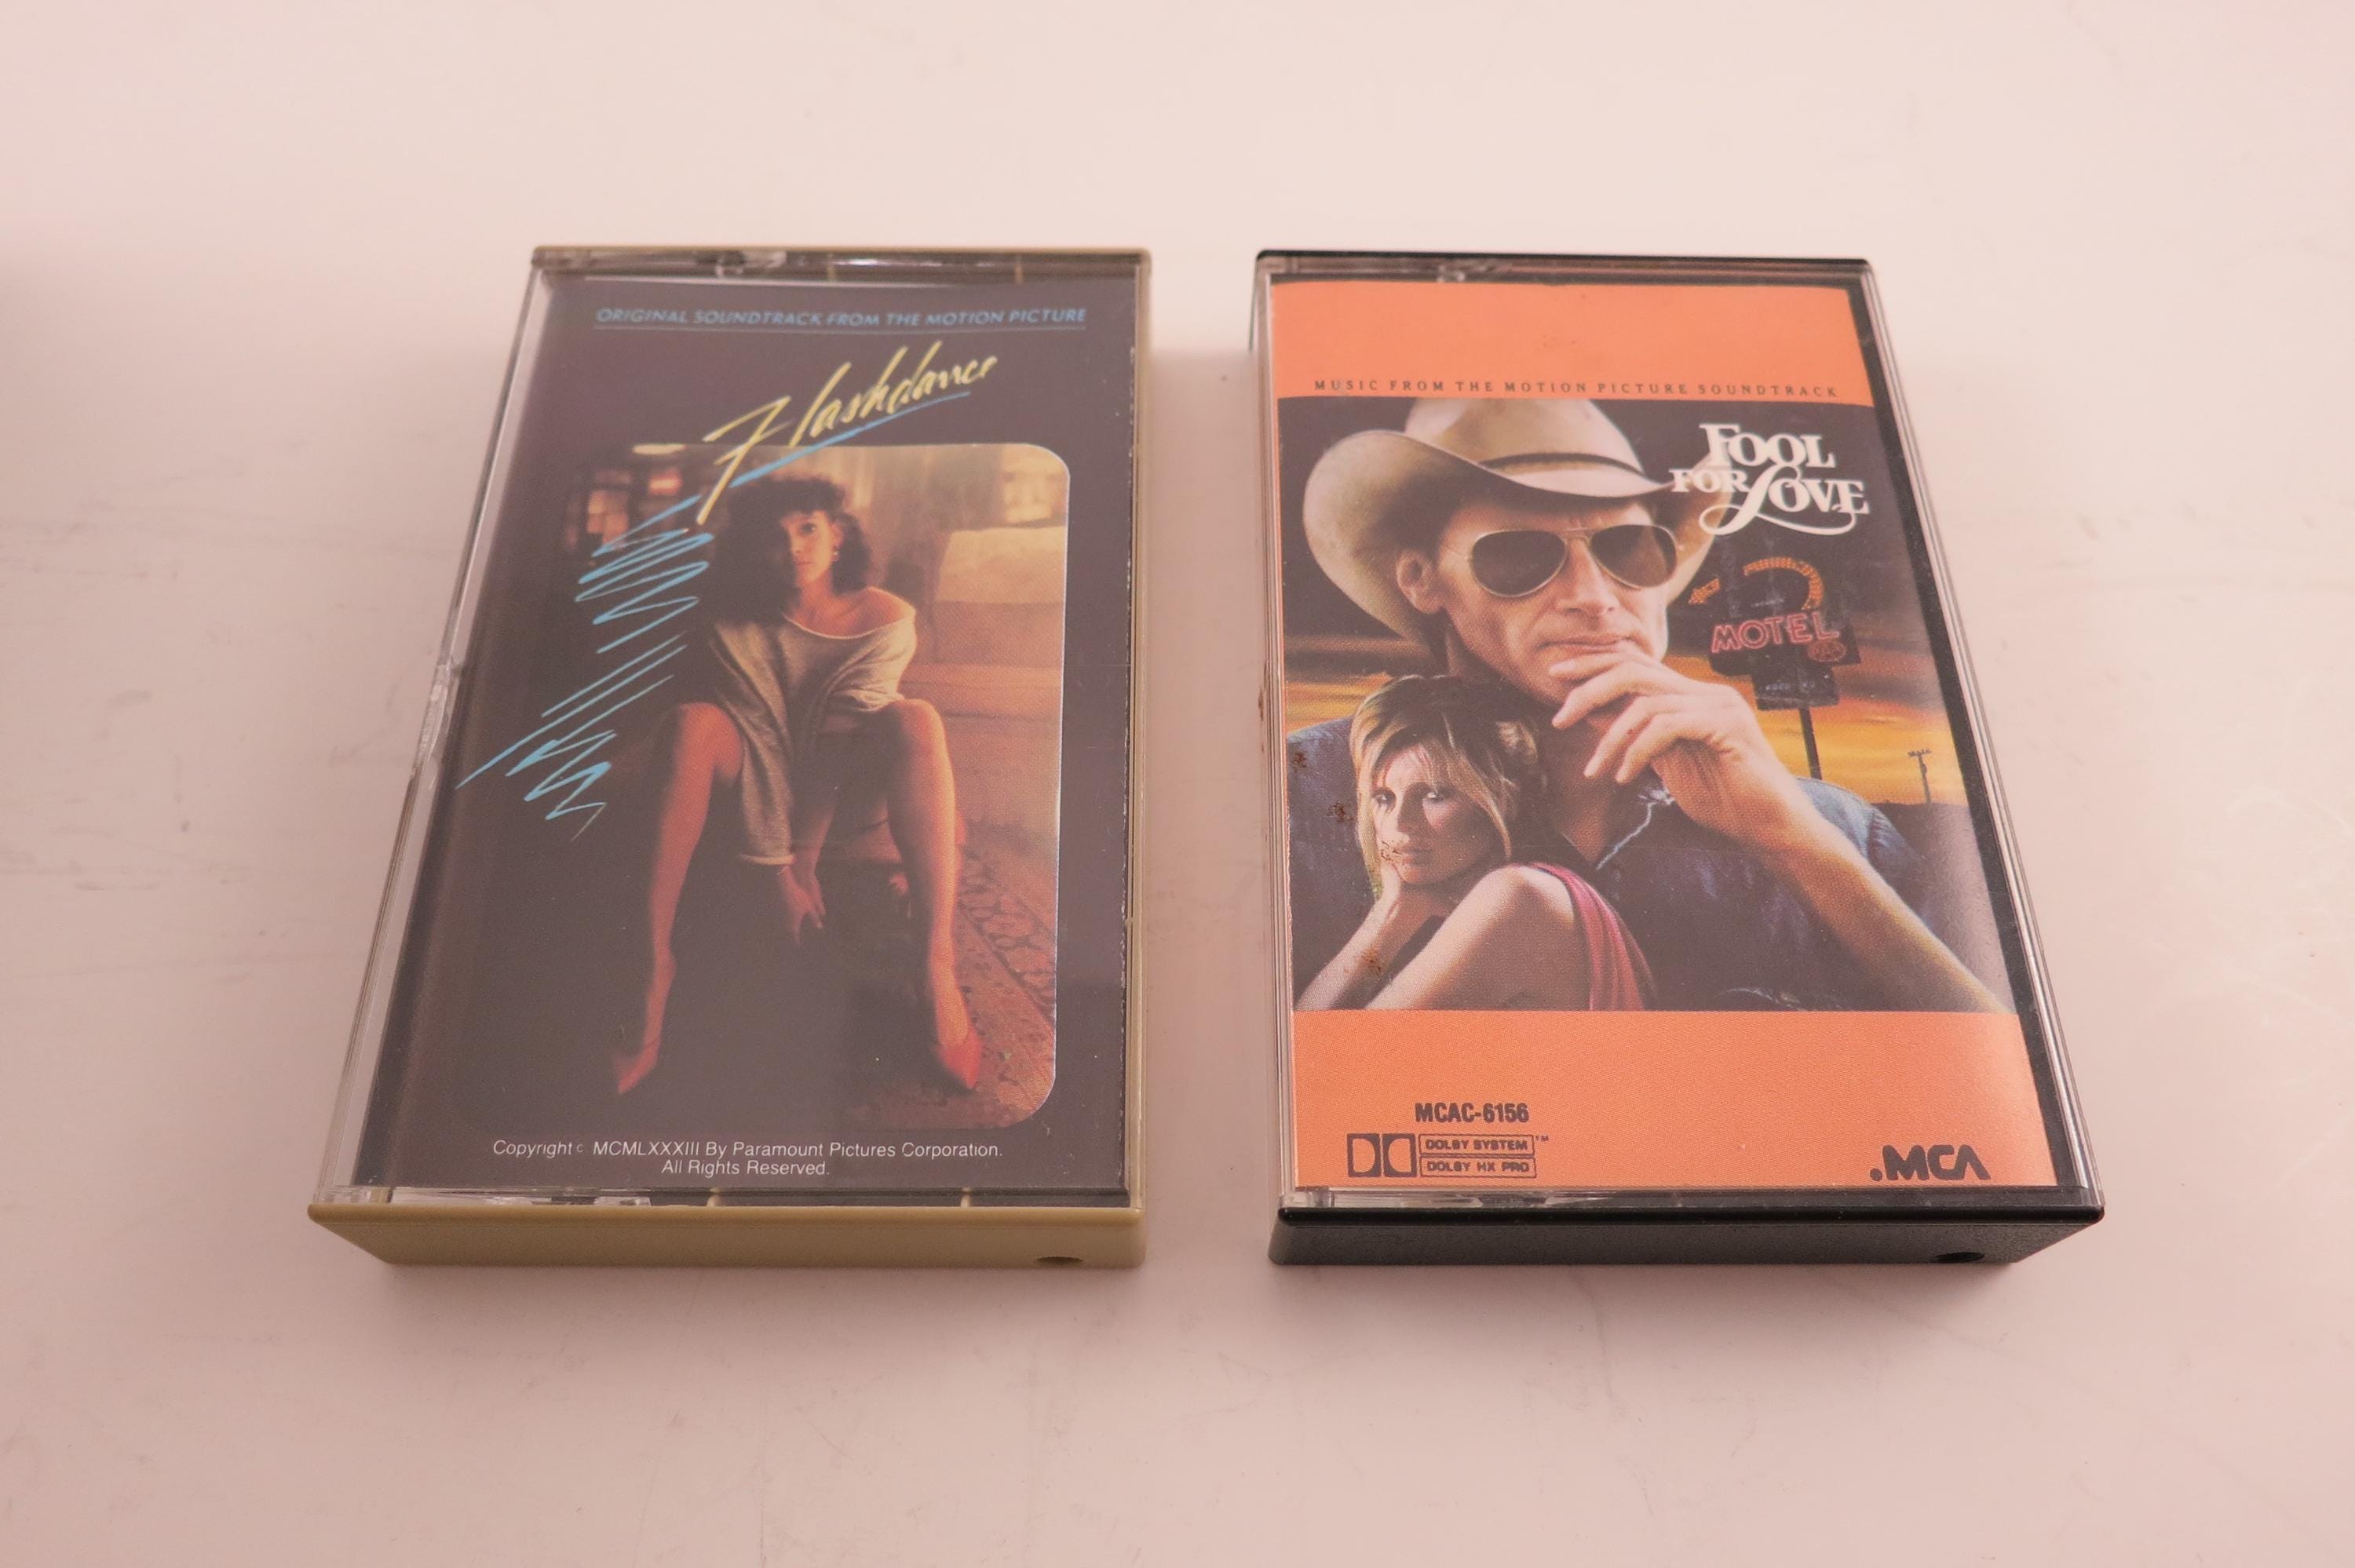 ORIGINAL SOUNDTRACK FROM THE MOTION PICTURE
Flashdance
Copyright c MCMLXXXIII By Paramount Pictures Corporation.
All Rights Reserved.
MUSIC FROM THE MOTION PICTURE SOUNDTRACK
FOOL
FOR LOVE
MOTEL
MCAC-6156
DOLBY SYSTEM™
DOLBY HX PRO
.MCA